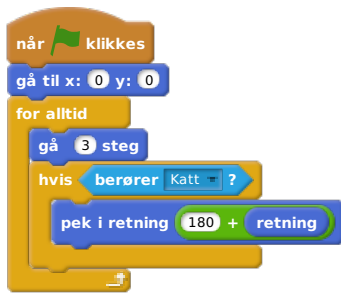 når klikkes
gå til x: 0 y: 0
for alltid
gå 3 steg
hvis berører Katt ?
pek i retning 180 + retning